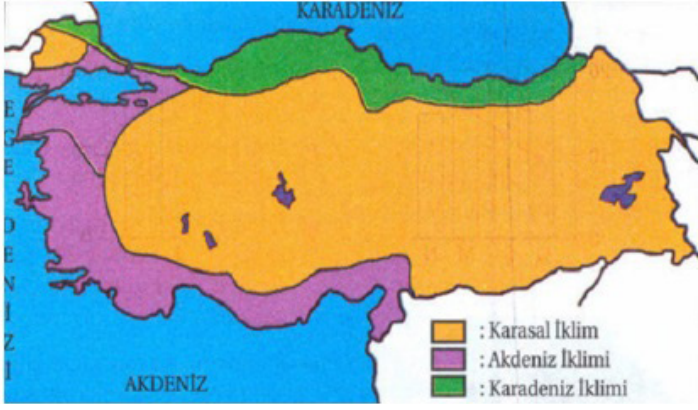 KARADENİZ
EGE DENİZİ
AKDENİZ
: Karasal İklim
: Akdeniz İklimi
: Karadeniz İklimi